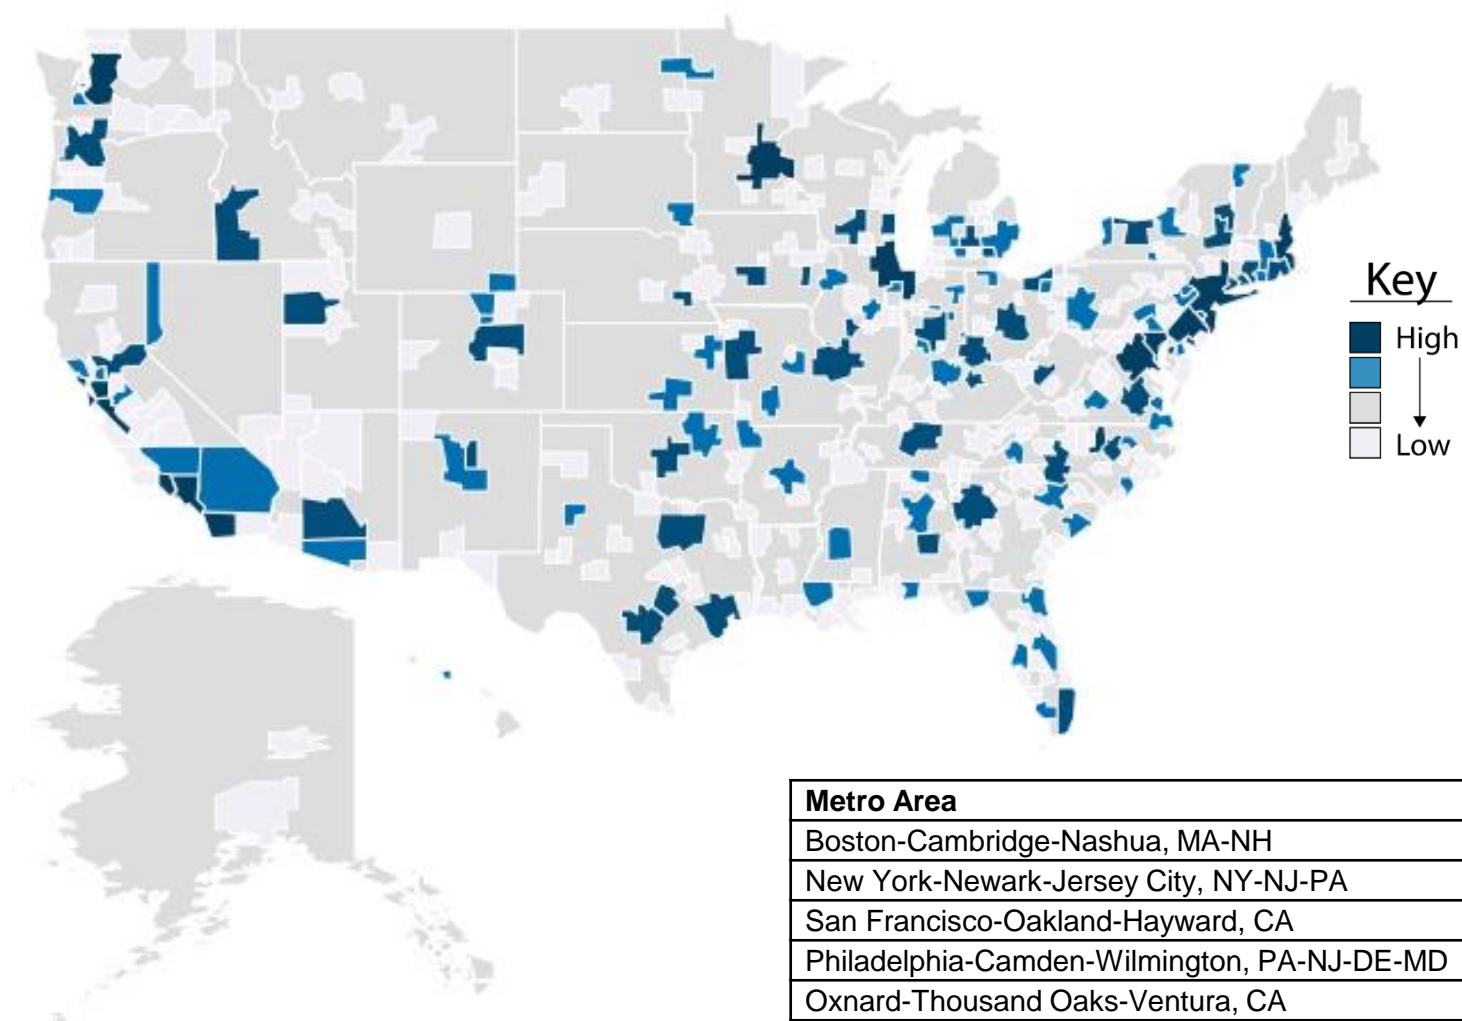 Key
High
Low
Metro Area
Boston-Cambridge-Nashua, MA-NH
New York-Newark-Jersey City, NY-NJ-PA
San Francisco-Oakland-Hayward, CA
Philadelphia-Camden-Wilmington, PA-NJ-DE-MD
Oxnard-Thousand Oaks-Ventura, CA